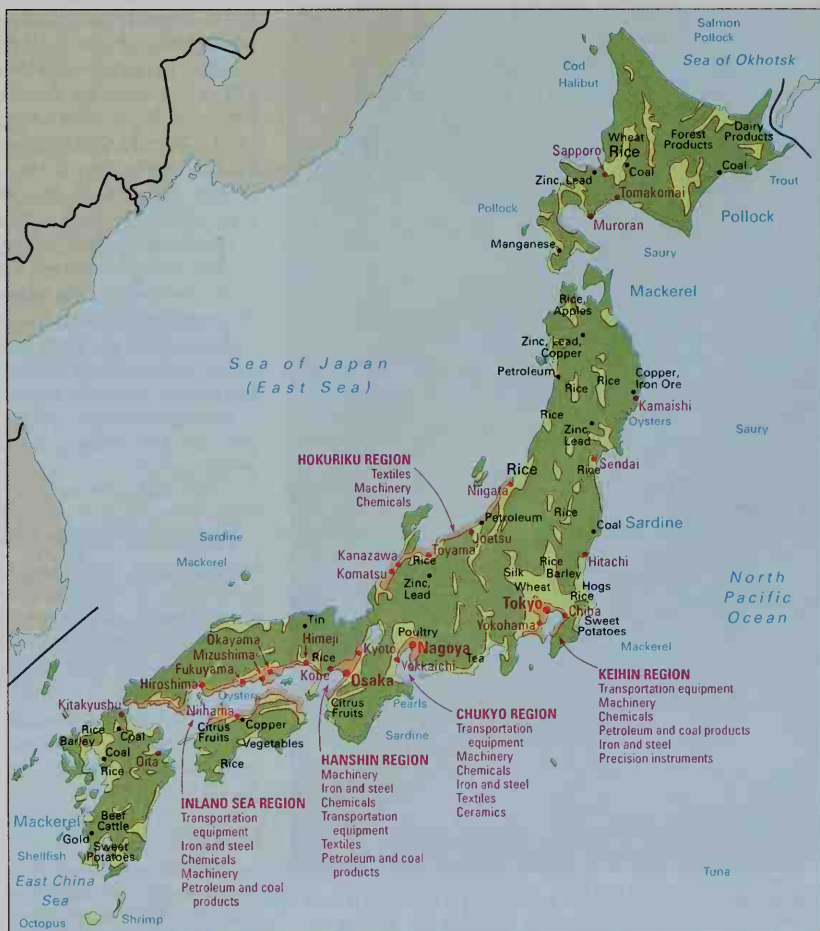 Salmon
Pollock
Sea of Okhotsk
Cod
Halibut
Wheat
Rice
Forest
Products
Dairy
Products
Sapporo
Coal
Coal
Zinc, Lead
Tomakomai
Trout
Pollock
Pollock
Muroran
Manganese
Saury
Mackerel
Rice,
Apples
Zinc, Lead,
Copper
Petroleum
Rice
Rice
Copper,
Iron Ore
Kamaishi
Oysters
Rice
Zinc,
Lead
Saury
Sea of Japan
(East Sea)
Rice
Rice
Sendai
HOKURIKU REGION
Textiles
Machinery
Chemicals
Niigata
Rice
Petroleum
Coal
Sardine
Joetsu
Sardine
Mackerel
Kanazawa
Toyama
Rice
Komatsu
Zinc,
Lead
Rice
Hitachi
Silk
Barley
Wheat
Hogs
Rice
North
Pacific
Ocean
Tokyo
Chiba
Sweet
Potatoes
Yokohama
Mackerel
Tin
Okayama
Himeji
Mizushima
Rice
Fukuyama
Kobe
Hiroshima
Oysters
Kyoto
Poultry
Nagoya
Yokkaichi
Tea
Osaka
Citrus
Fruits
Pearls
Sardine
Kitakyushu
Niihama
Citrus
Fruits
Copper
Vegetables
Rice
Rice
Barley
Coal
Coal
Rice
Oita
KEIHIN REGION
Transportation equipment
Machinery
Chemicals
Petroleum and coal products
Iron and steel
Precision instruments
CHUKYO REGION
Transportation
equipment
Machinery
Chemicals
Iron and steel
Textiles
Ceramics
HANSHIN REGION
Machinery
Iron and steel
Chemicals
Transportation
equipment
Textiles
Petroleum and coal
products
INLANO SEA REGION
Transportation
equipment
Iron and steel
Chemicals
Machinery
Petroleum and coal
products
Mackerel
Beef
Cattle
Gold
Sweet
Potatoes
Shellfish
East China
Sea
Octopus
Shrimp
Tuna